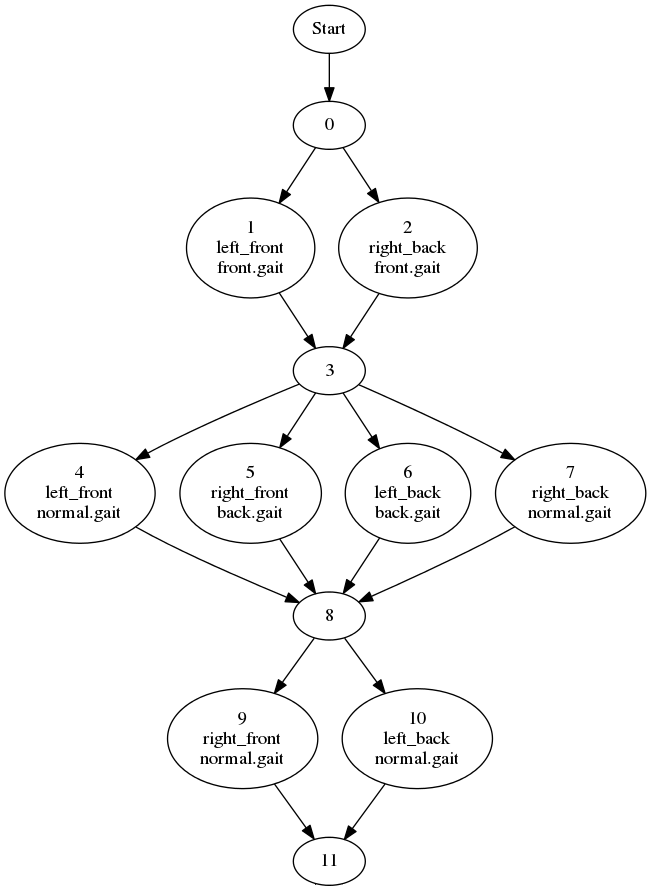 Start
0
1
left_front
front.gait
2
right_back
front.gait
3
4
left_front
normal.gait
5
right_front
back.gait
6
left_back
back.gait
7
right_back
normal.gait
8
9
right_front
normal.gait
10
left_back
normal.gait
11